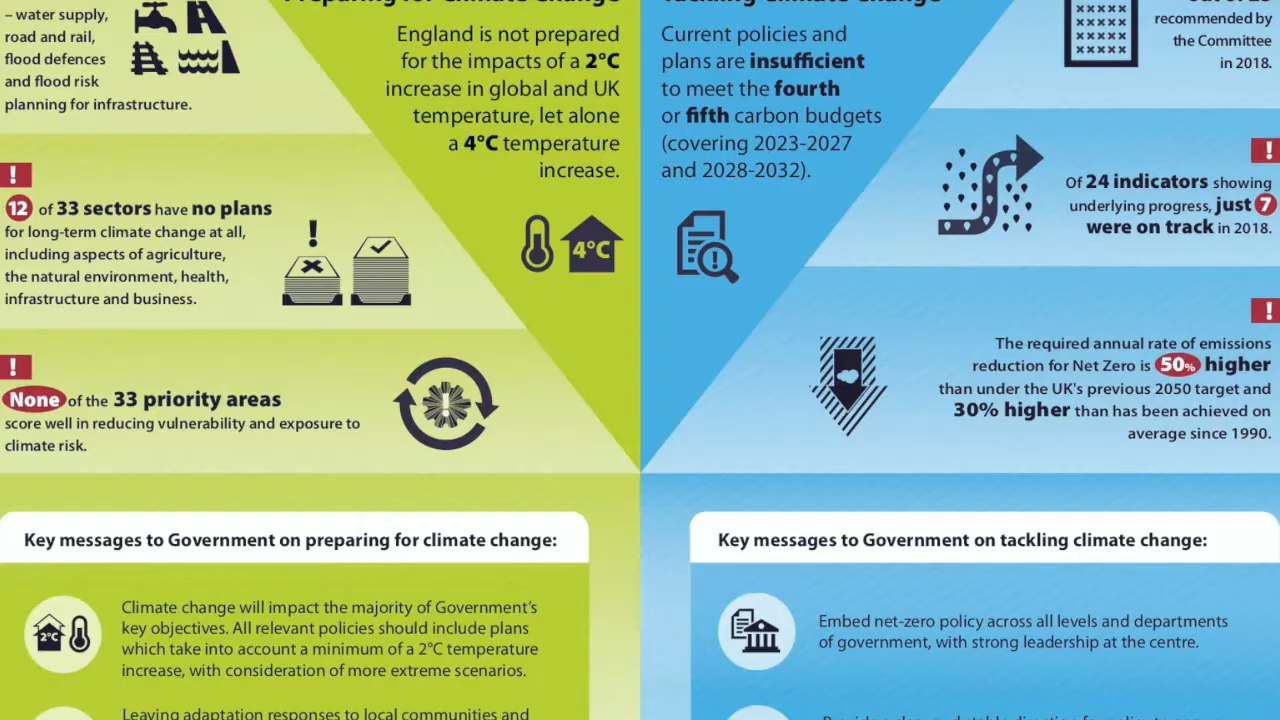 Preparing for Climate Change
– water supply,
road and rail,
flood defences
and flood risk
planning for infrastructure.
England is not prepared
for the impacts of a 2°C
increase in global and UK
temperature, let alone
a 4°C temperature
increase.
4°C
!
12 of 33 sectors have no plans
for long-term climate change at all,
including aspects of agriculture,
the natural environment, health,
infrastructure and business.
!
!
None of the 33 priority areas
score well in reducing vulnerability and exposure to
climate risk.
Tackling Climate Change
Current policies and
plans are insufficient
to meet the fourth
or fifth carbon budgets
(covering 2023-2027
and 2028-2032).
!
out of 25
recommended by
the Committee
in 2018.
!
Of 24 indicators showing
underlying progress, just 7
were on track in 2018.
!
The required annual rate of emissions
reduction for Net Zero is 50% higher
than under the UK's previous 2050 target and
30% higher than has been achieved on
average since 1990.
Key messages to Government on preparing for climate change:
2°C
Climate change will impact the majority of Government's
key objectives. All relevant policies should include plans
which take into account a minimum of a 2°C temperature
increase, with consideration of more extreme scenarios.
Leaving adaptation responses to local communities and
Key messages to Government on tackling climate change:
Embed net-zero policy across all levels and departments
of government, with strong leadership at the centre.